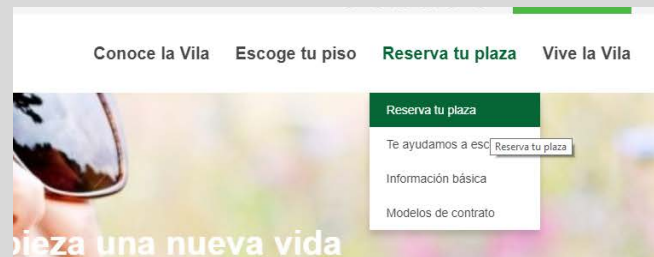 Conoce la Vila Escoge tu piso Reserva tu plaza Vive la Vila
Reserva tu plaza
Te ayudamos a esc
Reserva tu plaza
Información básica
Modelos de contrato
una nueva vida